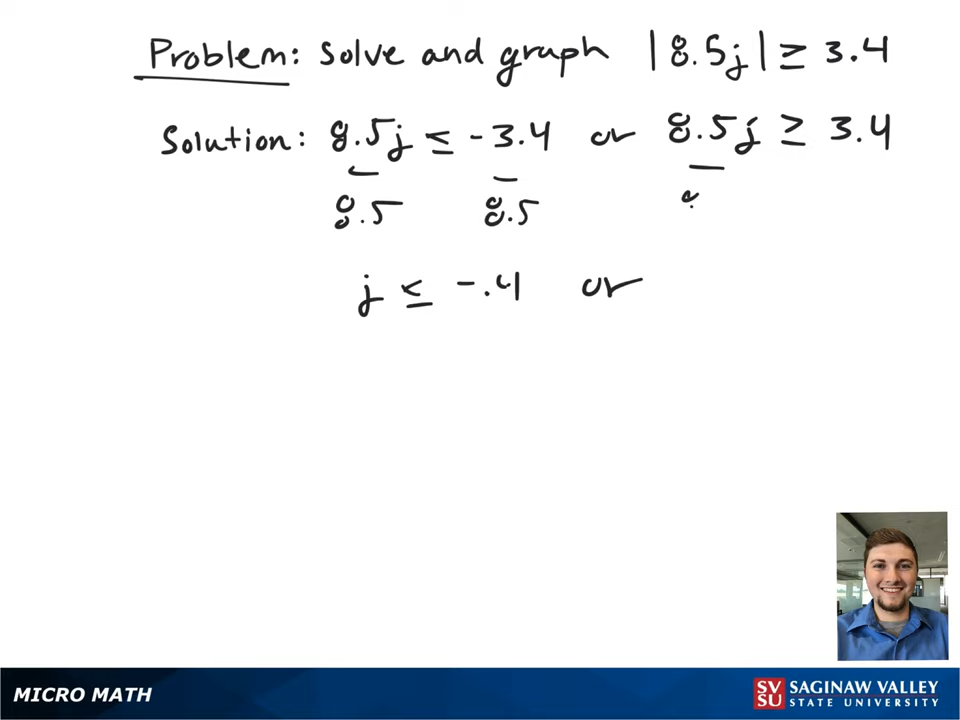 Problem: Solve and graph |8.5j| ≥ 3.4
Solution: 8.5j ≤ -3.4 or 8.5j ≥ 3.4
8.5 8.5
j ≤ -.4 or
MICRO MATH
SVSU SAGINAW VALLEY
STATE UNIVERSITY